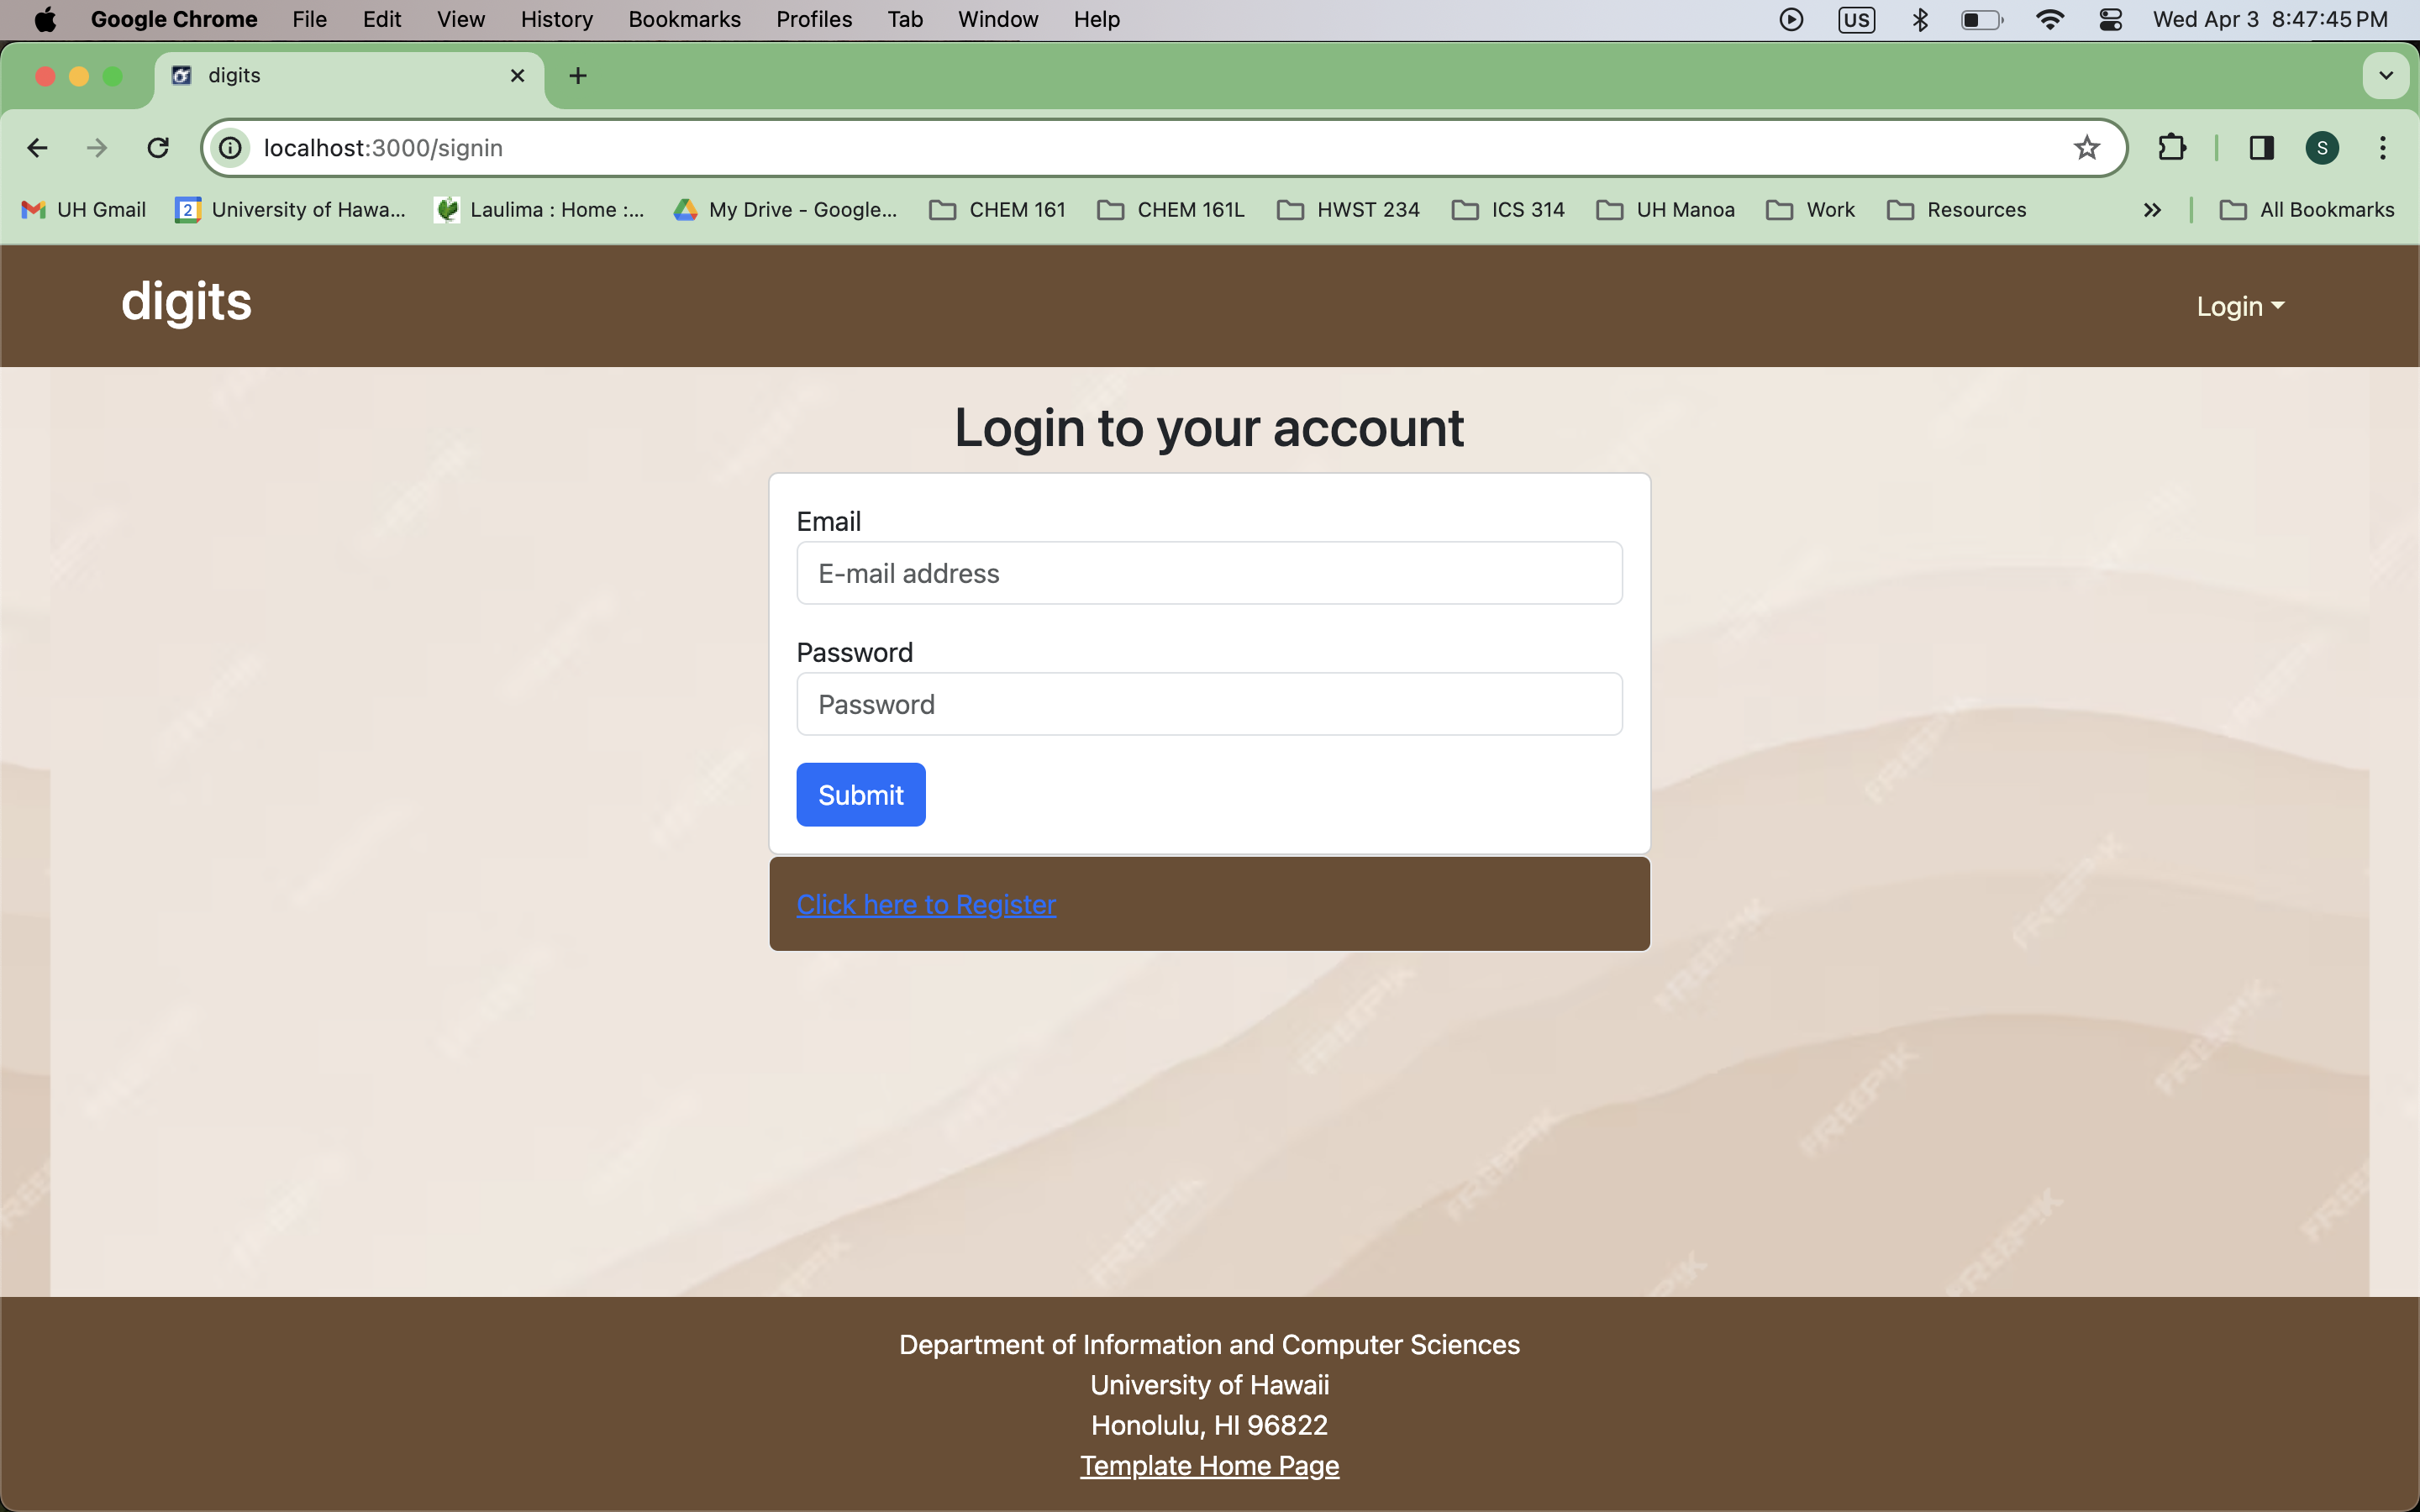 Google Chrome File Edit View History Bookmarks Profiles Tab Window Help US Wed Apr 3 8:47:45 PM
digits
localhost:3000/signin S
UH Gmail 2 University of Hawa... Laulima : Home :... My Drive - Google... CHEM 161 CHEM 161L HWST 234 ICS 314 UH Manoa Work Resources All Bookmarks
digits Login
Login to your account
Email
E-mail address
Password
Password
Submit
Click here to Register
FREEPIK
Department of Information and Computer Sciences
University of Hawaii
Honolulu, HI 96822
Template Home Page